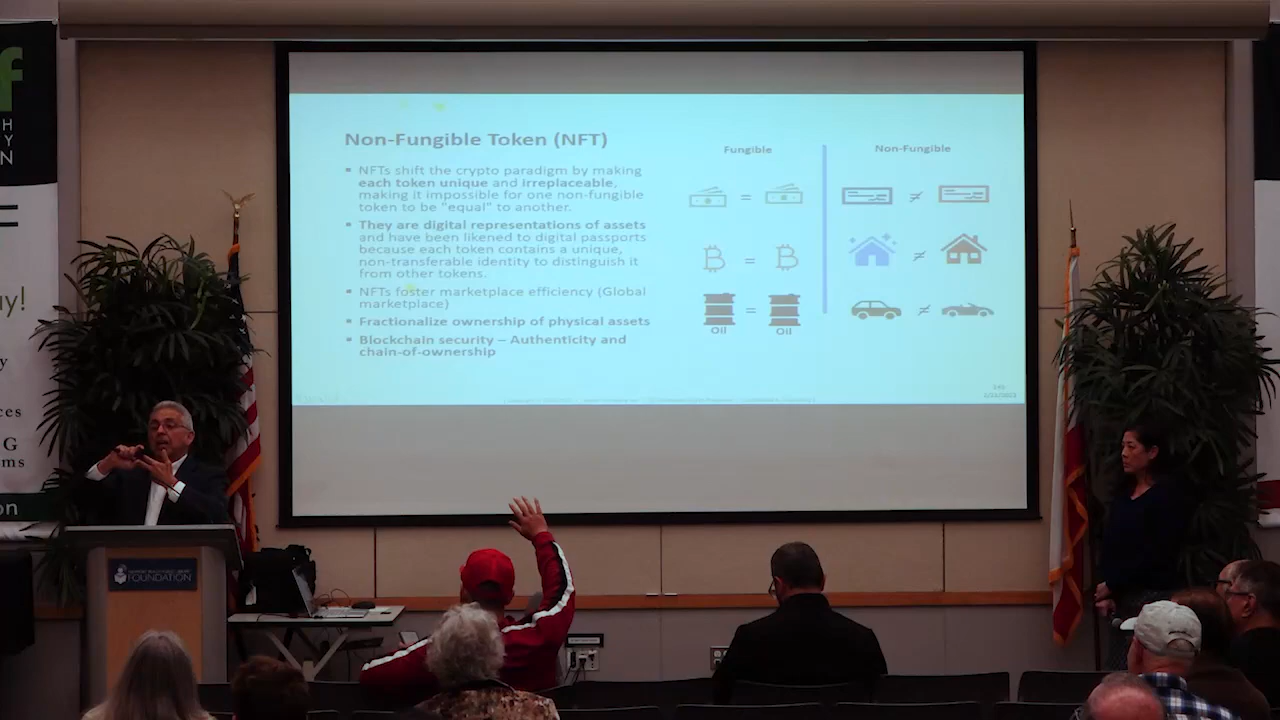 Non-Fungible Token (NFT)
▪ NFTs shift the crypto paradigm by making
each token unique and irreplaceable,
making it impossible for one non-fungible
token to be "equal" to another.
▪ They are digital representations of assets
and have been likened to digital passports
because each token contains a unique,
non-transferable identity to distinguish it
from other tokens.
▪ NFTs foster marketplace efficiency (Global
marketplace)
▪ Fractionalize ownership of physical assets
▪ Blockchain security – Authenticity and
chain-of-ownership
Fungible
Non-Fungible
=
≠
=
≠
=
≠
Oil
Oil
f
H
Y
N
=
y!
y
ces
G
ms
on
FOUNDATION